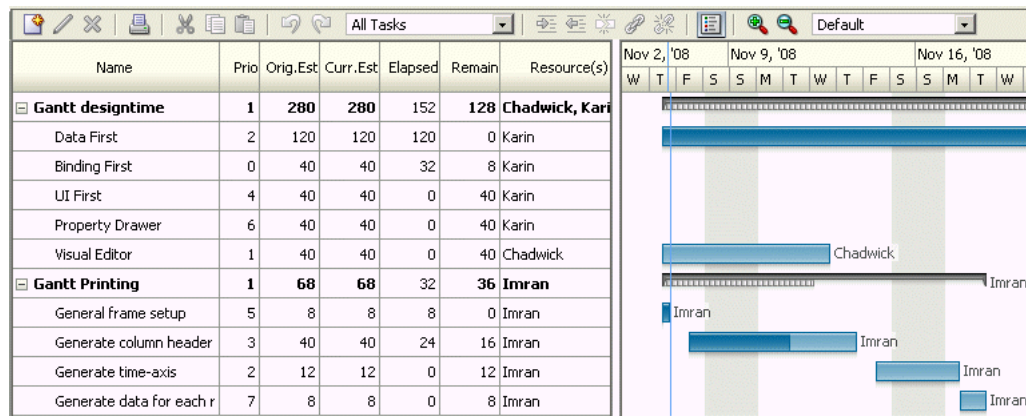 All Tasks Default
Name Prio Orig.Est Curr.Est Elapsed Remain Resource(s) Nov 2, '08 Nov 9, '08 Nov 16, '08
W T F S S M T W T F S S M T W
Gantt designtime 1 280 280 152 128 Chadwick, Kari
Data First 2 120 120 120 0 Karin
Binding First 0 40 40 32 8 Karin
UI First 4 40 40 0 40 Karin
Property Drawer 6 40 40 0 40 Karin
Visual Editor 1 40 40 0 40 Chadwick Chadwick
Gantt Printing 1 68 68 32 36 Imran Imran
General frame setup 5 8 8 8 0 Imran Imran
Generate column header 3 40 40 24 16 Imran Imran
Generate time-axis 2 12 12 0 12 Imran Imran
Generate data for each r 7 8 8 0 8 Imran Imran